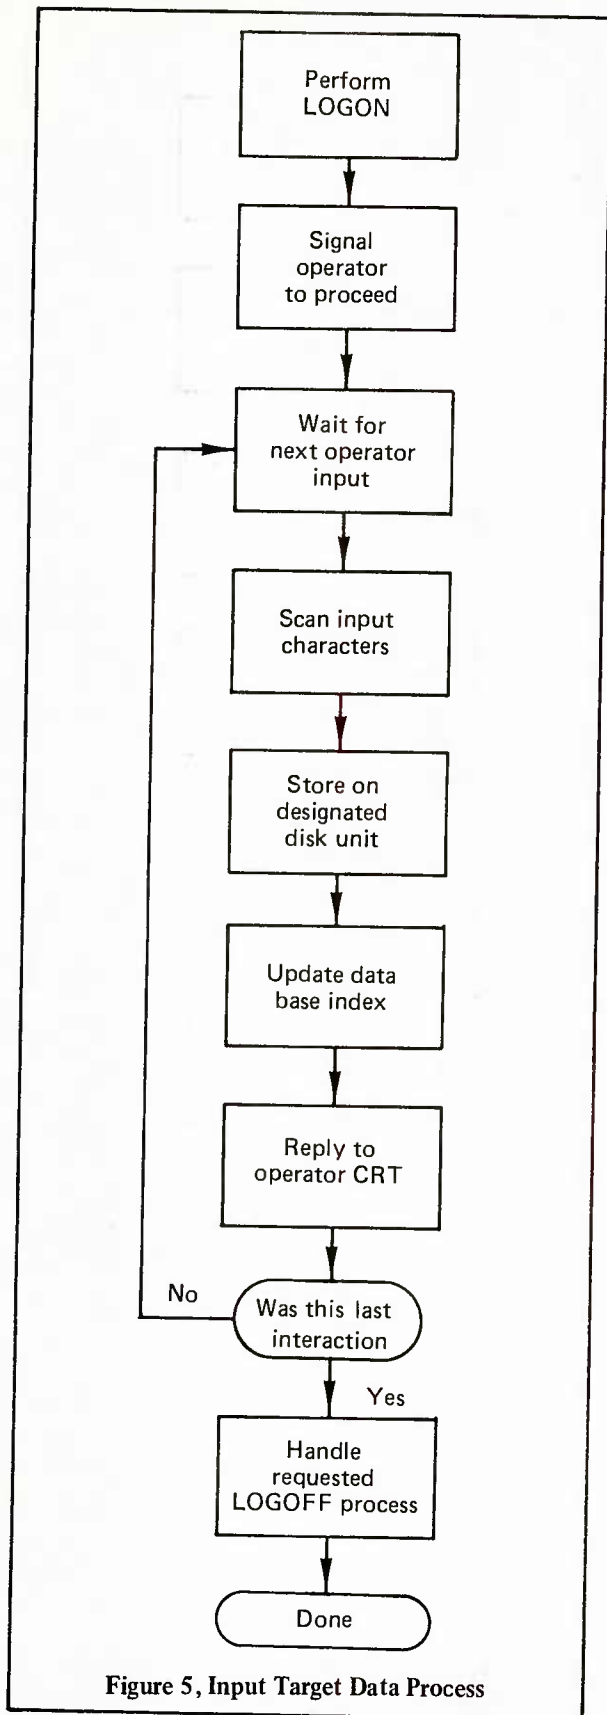 Perform
LOGON
Signal
operator
to proceed
Wait for
next operator
input
Scan input
characters
Store on
designated
disk unit
Update data
base index
Reply to
operator CRT
No
Was this last
interaction
Yes
Handle
requested
LOGOFF process
Done
Figure 5, Input Target Data Process